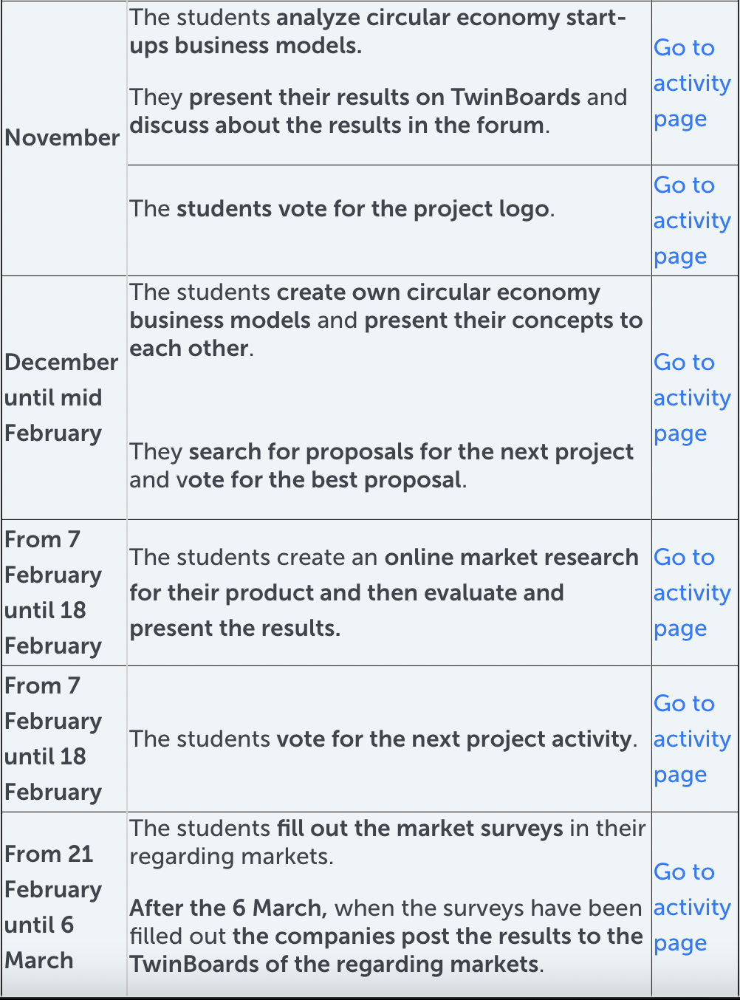 November
The students analyze circular economy start-
ups business models.
They present their results on TwinBoards and
discuss about the results in the forum.
Go to
activity
page
The students vote for the project logo.
Go to
activity
page
December
until mid
February
The students create own circular economy
business models and present their concepts to
each other.
They search for proposals for the next project
and vote for the best proposal.
Go to
activity
page
From 7
February
until 18
February
The students create an online market research
for their product and then evaluate and
present the results.
Go to
activity
page
From 7
February
until 18
February
The students vote for the next project activity.
Go to
activity
page
From 21
February
until 6
March
The students fill out the market surveys in their
regarding markets.
After the 6 March, when the surveys have been
filled out the companies post the results to the
TwinBoards of the regarding markets.
Go to
activity
page